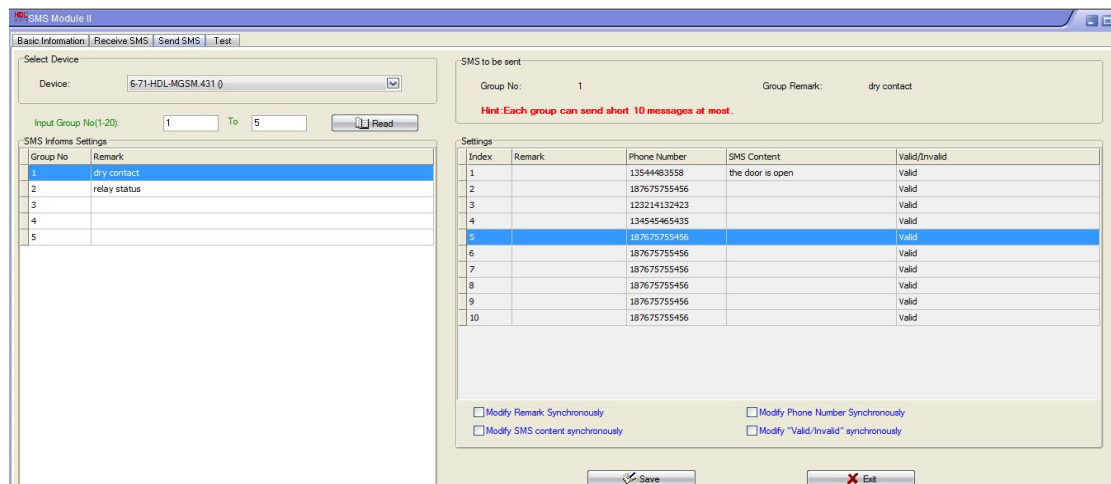 HDL SMS Module II
Basic Information Receive SMS Send SMS Test
Select Device
Device: 6-71-HDL-MGSM.431 ()
Input Group No(1-20): 1 To 5 Read
SMS Informs Settings
Group No Remark
1 dry contact
2 relay status
3
4
5
SMS to be sent
Group No: 1 Group Remark: dry contact
Hint:Each group can send short 10 messages at most.
Settings
Index Remark Phone Number SMS Content Valid/Invalid
1 13544483558 the door is open Valid
2 187675755456 Valid
3 123214132423 Valid
4 134545465435 Valid
5 187675755456 Valid
6 187675755456 Valid
7 187675755456 Valid
8 187675755456 Valid
9 187675755456 Valid
10 187675755456 Valid
Modify Remark Synchronously Modify Phone Number Synchronously
Modify SMS content synchronously Modify "Valid/Invalid" synchronously
Save Exit